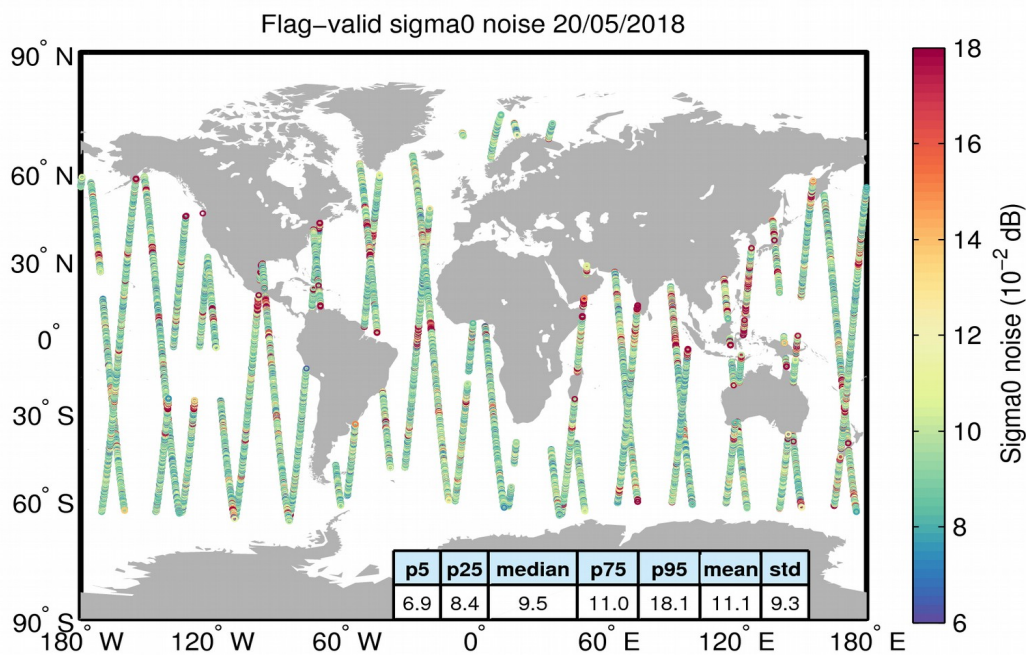 Flag−valid sigma0 noise 20/05/2018
90° N
60° N
30° N
0°
30° S
60° S
90° S
180° W
120° W
60° W
0°
60° E
120° E
180° E
p5 p25 median p75 p95 mean std
6.9 8.4 9.5 11.0 18.1 11.1 9.3
18
16
14
12
10
8
6
Sigma0 noise (10⁻² dB)